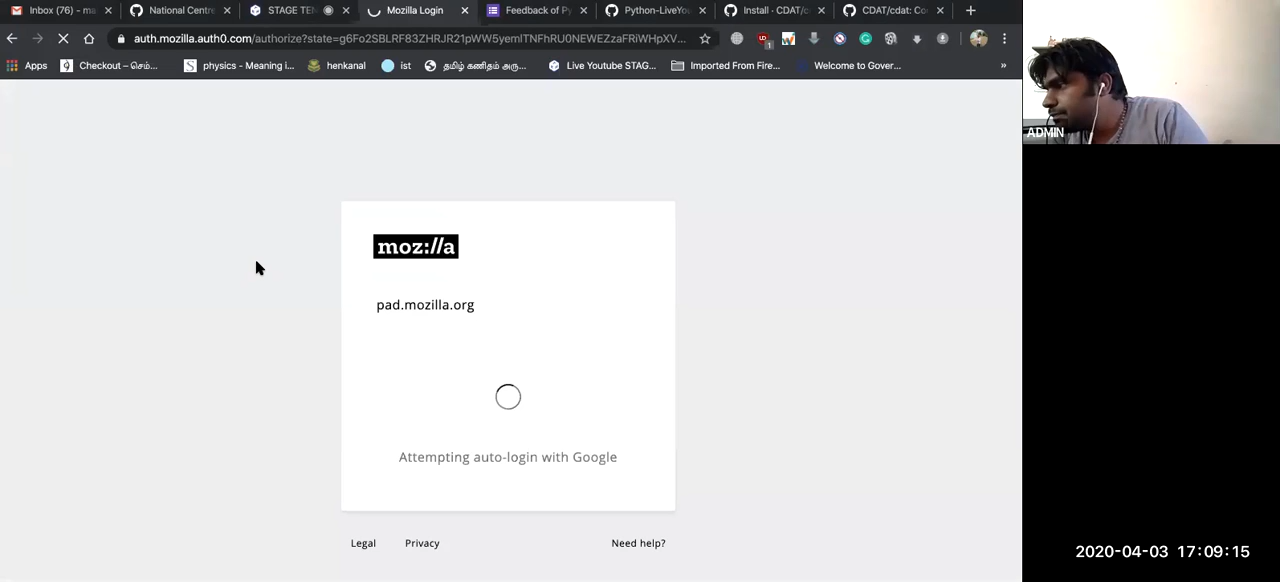 Inbox (76) - ma
National Centre
STAGE TEN
Mozilla Login
Feedback of Py
Python-LiveYou
Install · CDAT/c
CDAT/cdat: Co
auth.mozilla.auth0.com/authorize?state=g6Fo2SBLRF83ZHRJR21pWW5yemlTNFhRU0NEWEZzaFRiWHpXV...
1
Apps
Checkout – செம்...
physics - Meaning i...
henkanal
ist
தமிழ் கணிதம் அரு...
Live Youtube STAG...
Imported From Fire...
Welcome to Gover...
»
ADMIN
moz://a
pad.mozilla.org
Attempting auto-login with Google
Legal
Privacy
Need help?
2020-04-03 17:09:15